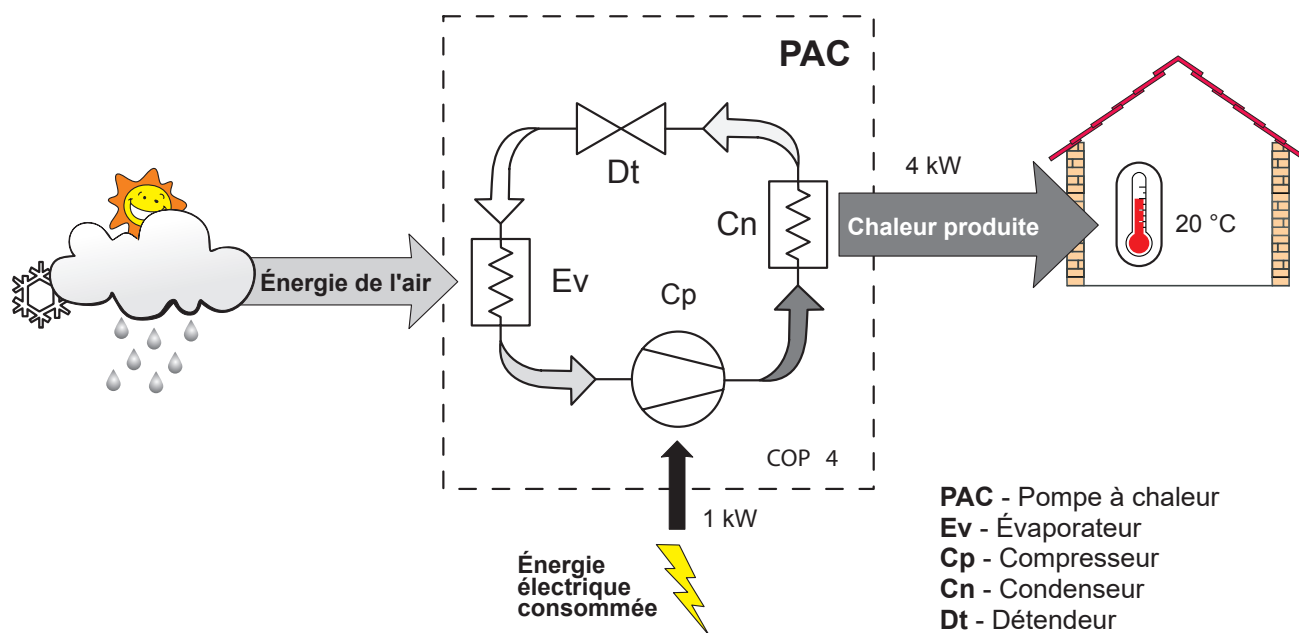 PAC
Dt
4 kW
Cn
Chaleur produite
20 °C
Énergie de l'air
Ev
Cp
COP 4
1 kW
Énergie
électrique
consommée
PAC - Pompe à chaleur
Ev - Évaporateur
Cp - Compresseur
Cn - Condenseur
Dt - Détendeur